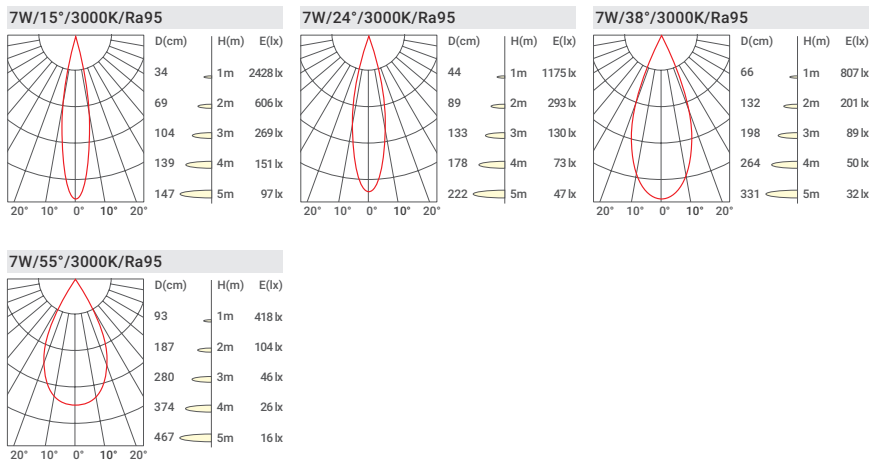 7W/15°/3000K/Ra95
D(cm) H(m) E(lx)
34 1m 2428 lx
69 2m 606 lx
104 3m 269 lx
139 4m 151 lx
147 5m 97 lx
20° 10° 0° 10° 20°
7W/24°/3000K/Ra95
D(cm) H(m) E(lx)
44 1m 1175 lx
89 2m 293 lx
133 3m 130 lx
178 4m 73 lx
222 5m 47 lx
20° 10° 0° 10° 20°
7W/38°/3000K/Ra95
D(cm) H(m) E(lx)
66 1m 807 lx
132 2m 201 lx
198 3m 89 lx
264 4m 50 lx
331 5m 32 lx
20° 10° 0° 10° 20°
7W/55°/3000K/Ra95
D(cm) H(m) E(lx)
93 1m 418 lx
187 2m 104 lx
280 3m 46 lx
374 4m 26 lx
467 5m 16 lx
20° 10° 0° 10° 20°